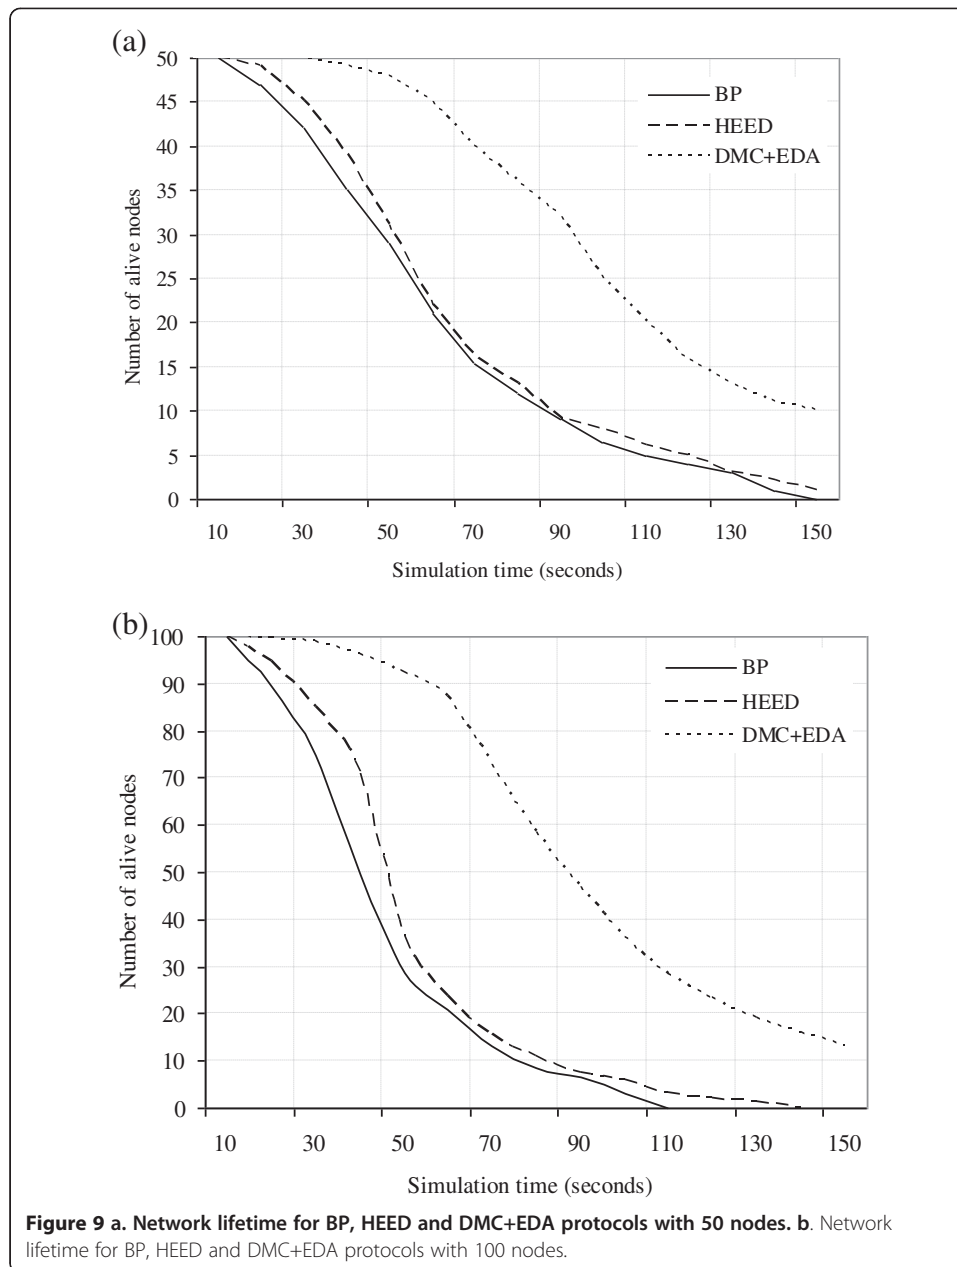 (a)
50
45
40
35
30
25
20
15
10
5
0
Number of alive nodes
BP
HEED
DMC+EDA
10 30 50 70 90 110 130 150
Simulation time (seconds)
(b)
100
90
80
70
60
50
40
30
20
10
0
Number of alive nodes
BP
HEED
DMC+EDA
10 30 50 70 90 110 130 150
Simulation time (seconds)
Figure 9 a. Network lifetime for BP, HEED and DMC+EDA protocols with 50 nodes. b. Network
lifetime for BP, HEED and DMC+EDA protocols with 100 nodes.